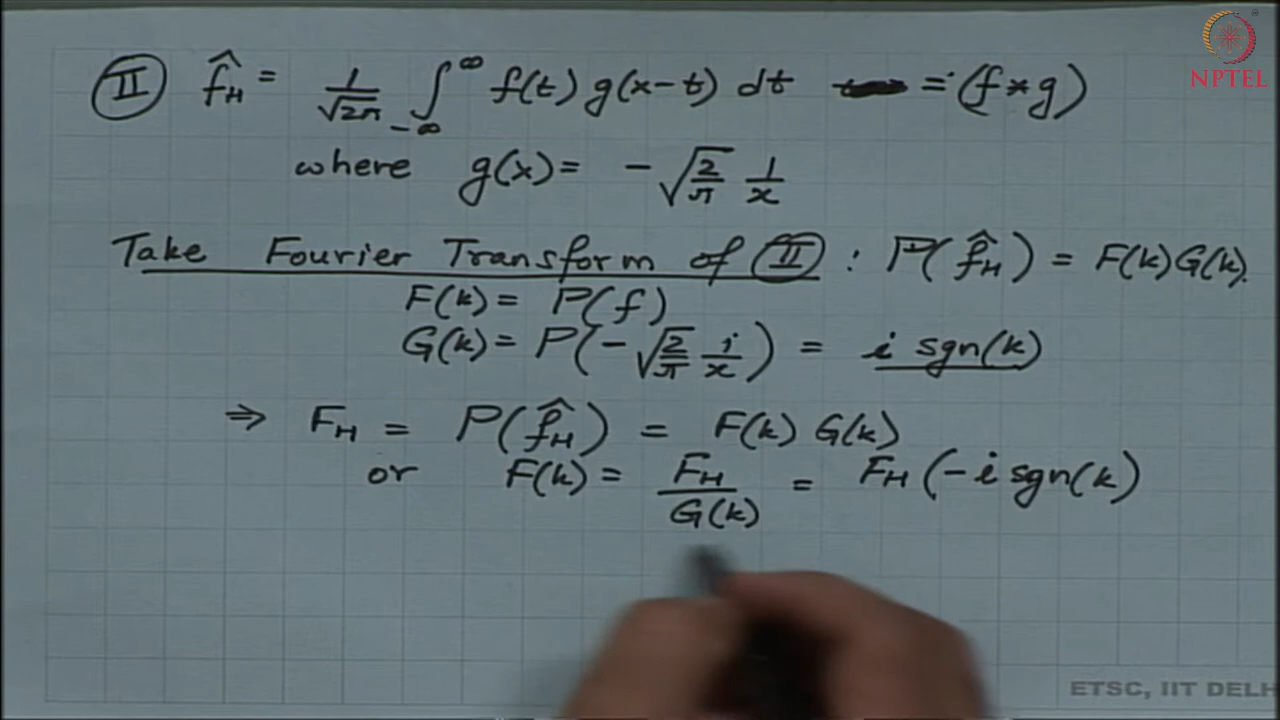 NPTEL
II f̂_H = 1/√2π ∫_{-∞}^{∞} f(t) g(x-t) dt = (f*g)
where g(x) = -√(2/π) 1/x
Take Fourier Transform of II : P(f̂_H) = F(k)G(k).
F(k) = P(f)
G(k) = P(-√(2/π) 1/x) = i sgn(k)
⇒ F_H = P(f̂_H) = F(k) G(k)
or F(k) = F_H/G(k) = F_H (-i sgn(k)
ETSC, IIT DELH